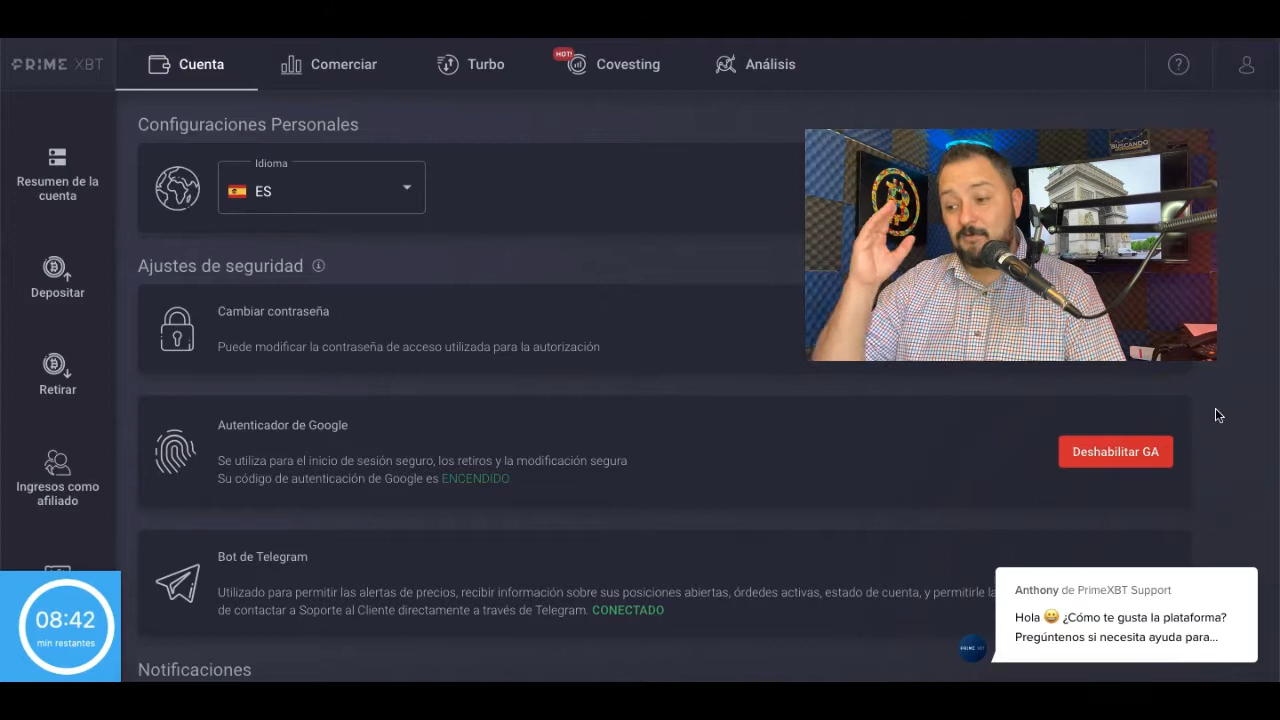 PRIME XBT
Cuenta
Comerciar
Turbo
HOT!
Covesting
Análisis
Resumen de la
cuenta
Depositar
Retirar
Ingresos como
afiliado
Configuraciones Personales
Idioma
ES
BUSCANDO
Ajustes de seguridad
Cambiar contraseña
Puede modificar la contraseña de acceso utilizada para la autorización
Autenticador de Google
Se utiliza para el inicio de sesión seguro, los retiros y la modificación segura
Su código de autenticación de Google es ENCENDIDO
Deshabilitar GA
Bot de Telegram
Utilizado para permitir las alertas de precios, recibir información sobre sus posiciones abiertas, órdedes activas, estado de cuenta, y permitirle la
de contactar a Soporte al Cliente directamente a través de Telegram. CONECTADO
Notificaciones
08:42
min restantes
Anthony de PrimeXBT Support
Hola 😀 ¿Cómo te gusta la plataforma?
Pregúntenos si necesita ayuda para...
PRIME XBT